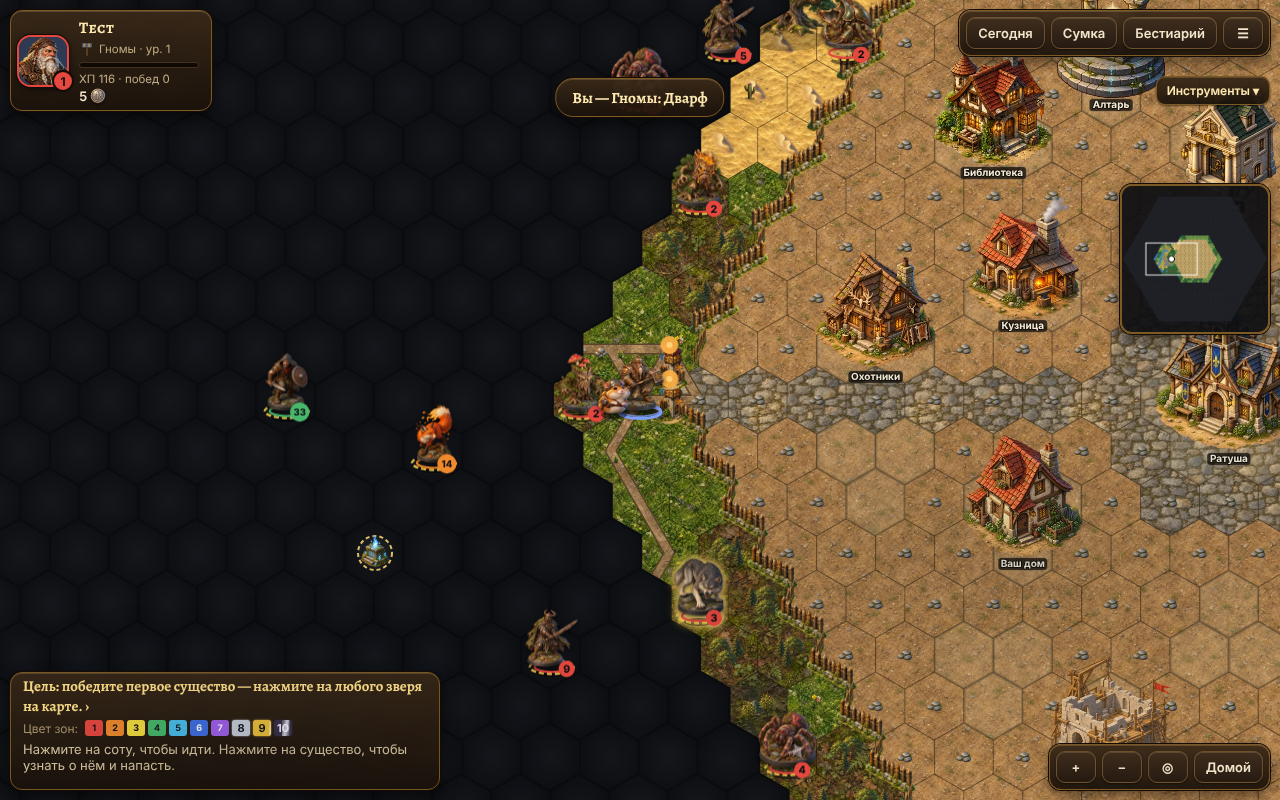 Тест
Гномы · ур. 1
ХП 116 · побед 0
1
5
Вы — Гномы: Дварф
Сегодня
Сумка
Бестиарий
☰
Инструменты ▾
5
2
Алтарь
Библиотека
2
Кузница
Охотники
33
2
14
Ратуша
Ваш дом
3
9
4
Цель: победите первое существо — нажмите на любого зверя
на карте. ›
Цвет зон: 1 2 3 4 5 6 7 8 9 10
Нажмите на соту, чтобы идти. Нажмите на существо, чтобы
узнать о нём и напасть.
+
−
◎
Домой